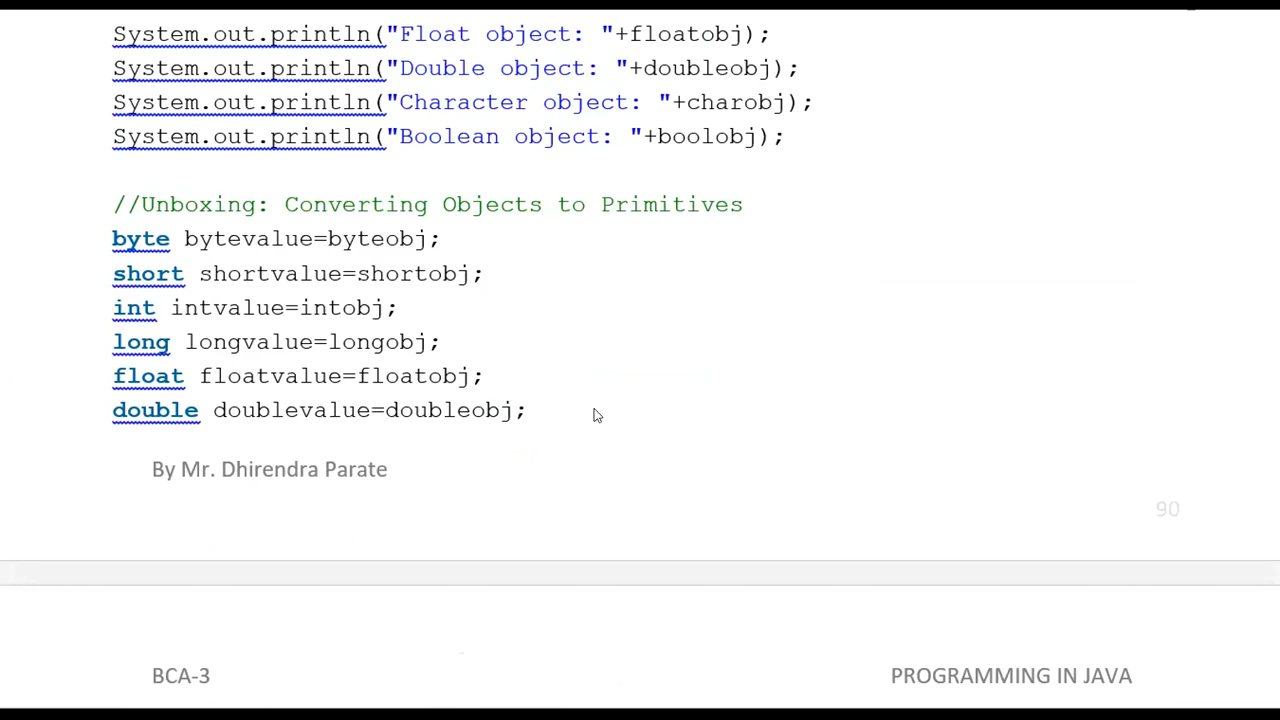 System.out.println("Float object: "+floatobj);
System.out.println("Double object: "+doubleobj);
System.out.println("Character object: "+charobj);
System.out.println("Boolean object: "+boolobj);
//Unboxing: Converting Objects to Primitives
byte bytevalue=byteobj;
short shortvalue=shortobj;
int intvalue=intobj;
long longvalue=longobj;
float floatvalue=floatobj;
double doublevalue=doubleobj;
By Mr. Dhirendra Parate
90
BCA-3 PROGRAMMING IN JAVA